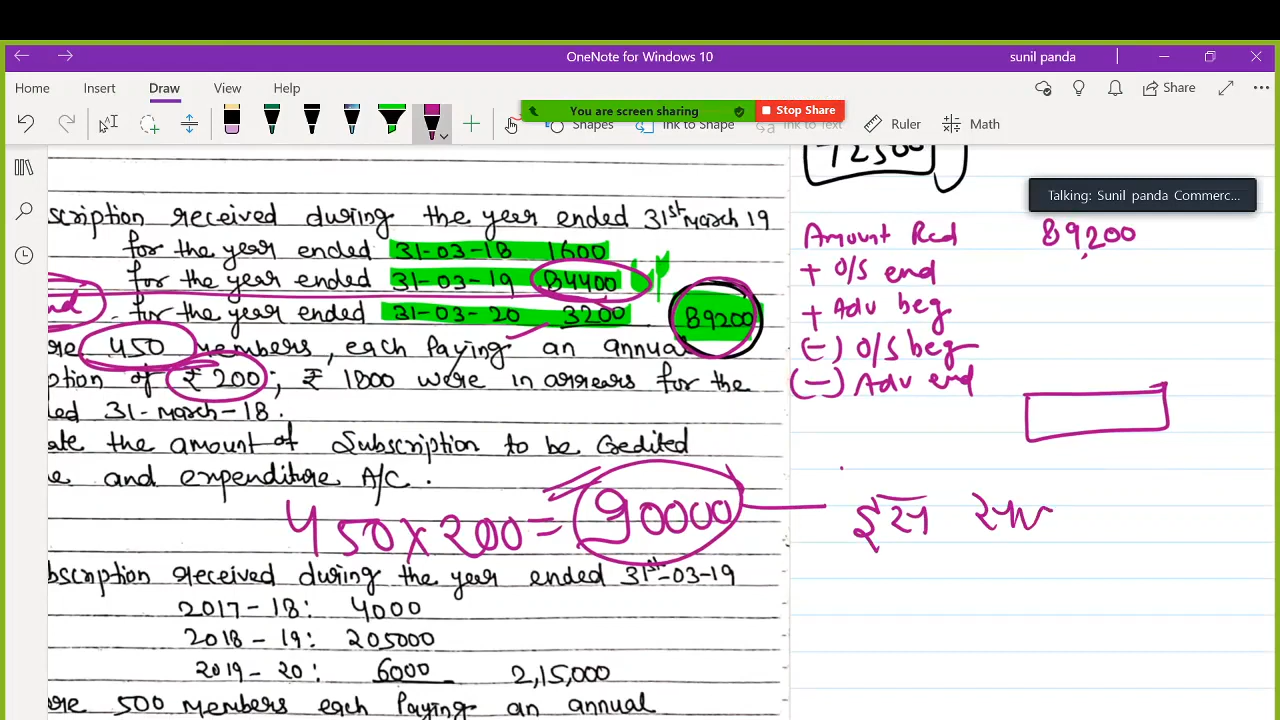 OneNote for Windows 10
sunil panda
Home Insert Draw View Help
You are screen sharing
Stop Share
Share
Shapes
Ink to Shape
Ink to Text
Ruler
Math
72500
Talking: Sunil panda Commerc...
scription received during the year ended 31st March 19
for the year ended 31-03-18 1600
for the year ended 31-03-19 84400
for the year ended 31-03-20 3200 89200
re 450 members, each Paying an annual
ption of ₹ 200; ₹ 1800 were in arrears for the
ed 31-March-18.
ate the amount of Subscription to be Credited
e and expenditure A/C.
450×200=90000
bscription received during the year ended 31st-03-19
2017-18: 4000
2018-19: 205000
2019-20: 6000 2,15,000
re 500 members each Paying an annual
Amount Rcd 89200
+ O/S end
+ Adv beg
(-) O/S beg
(-) Adv end